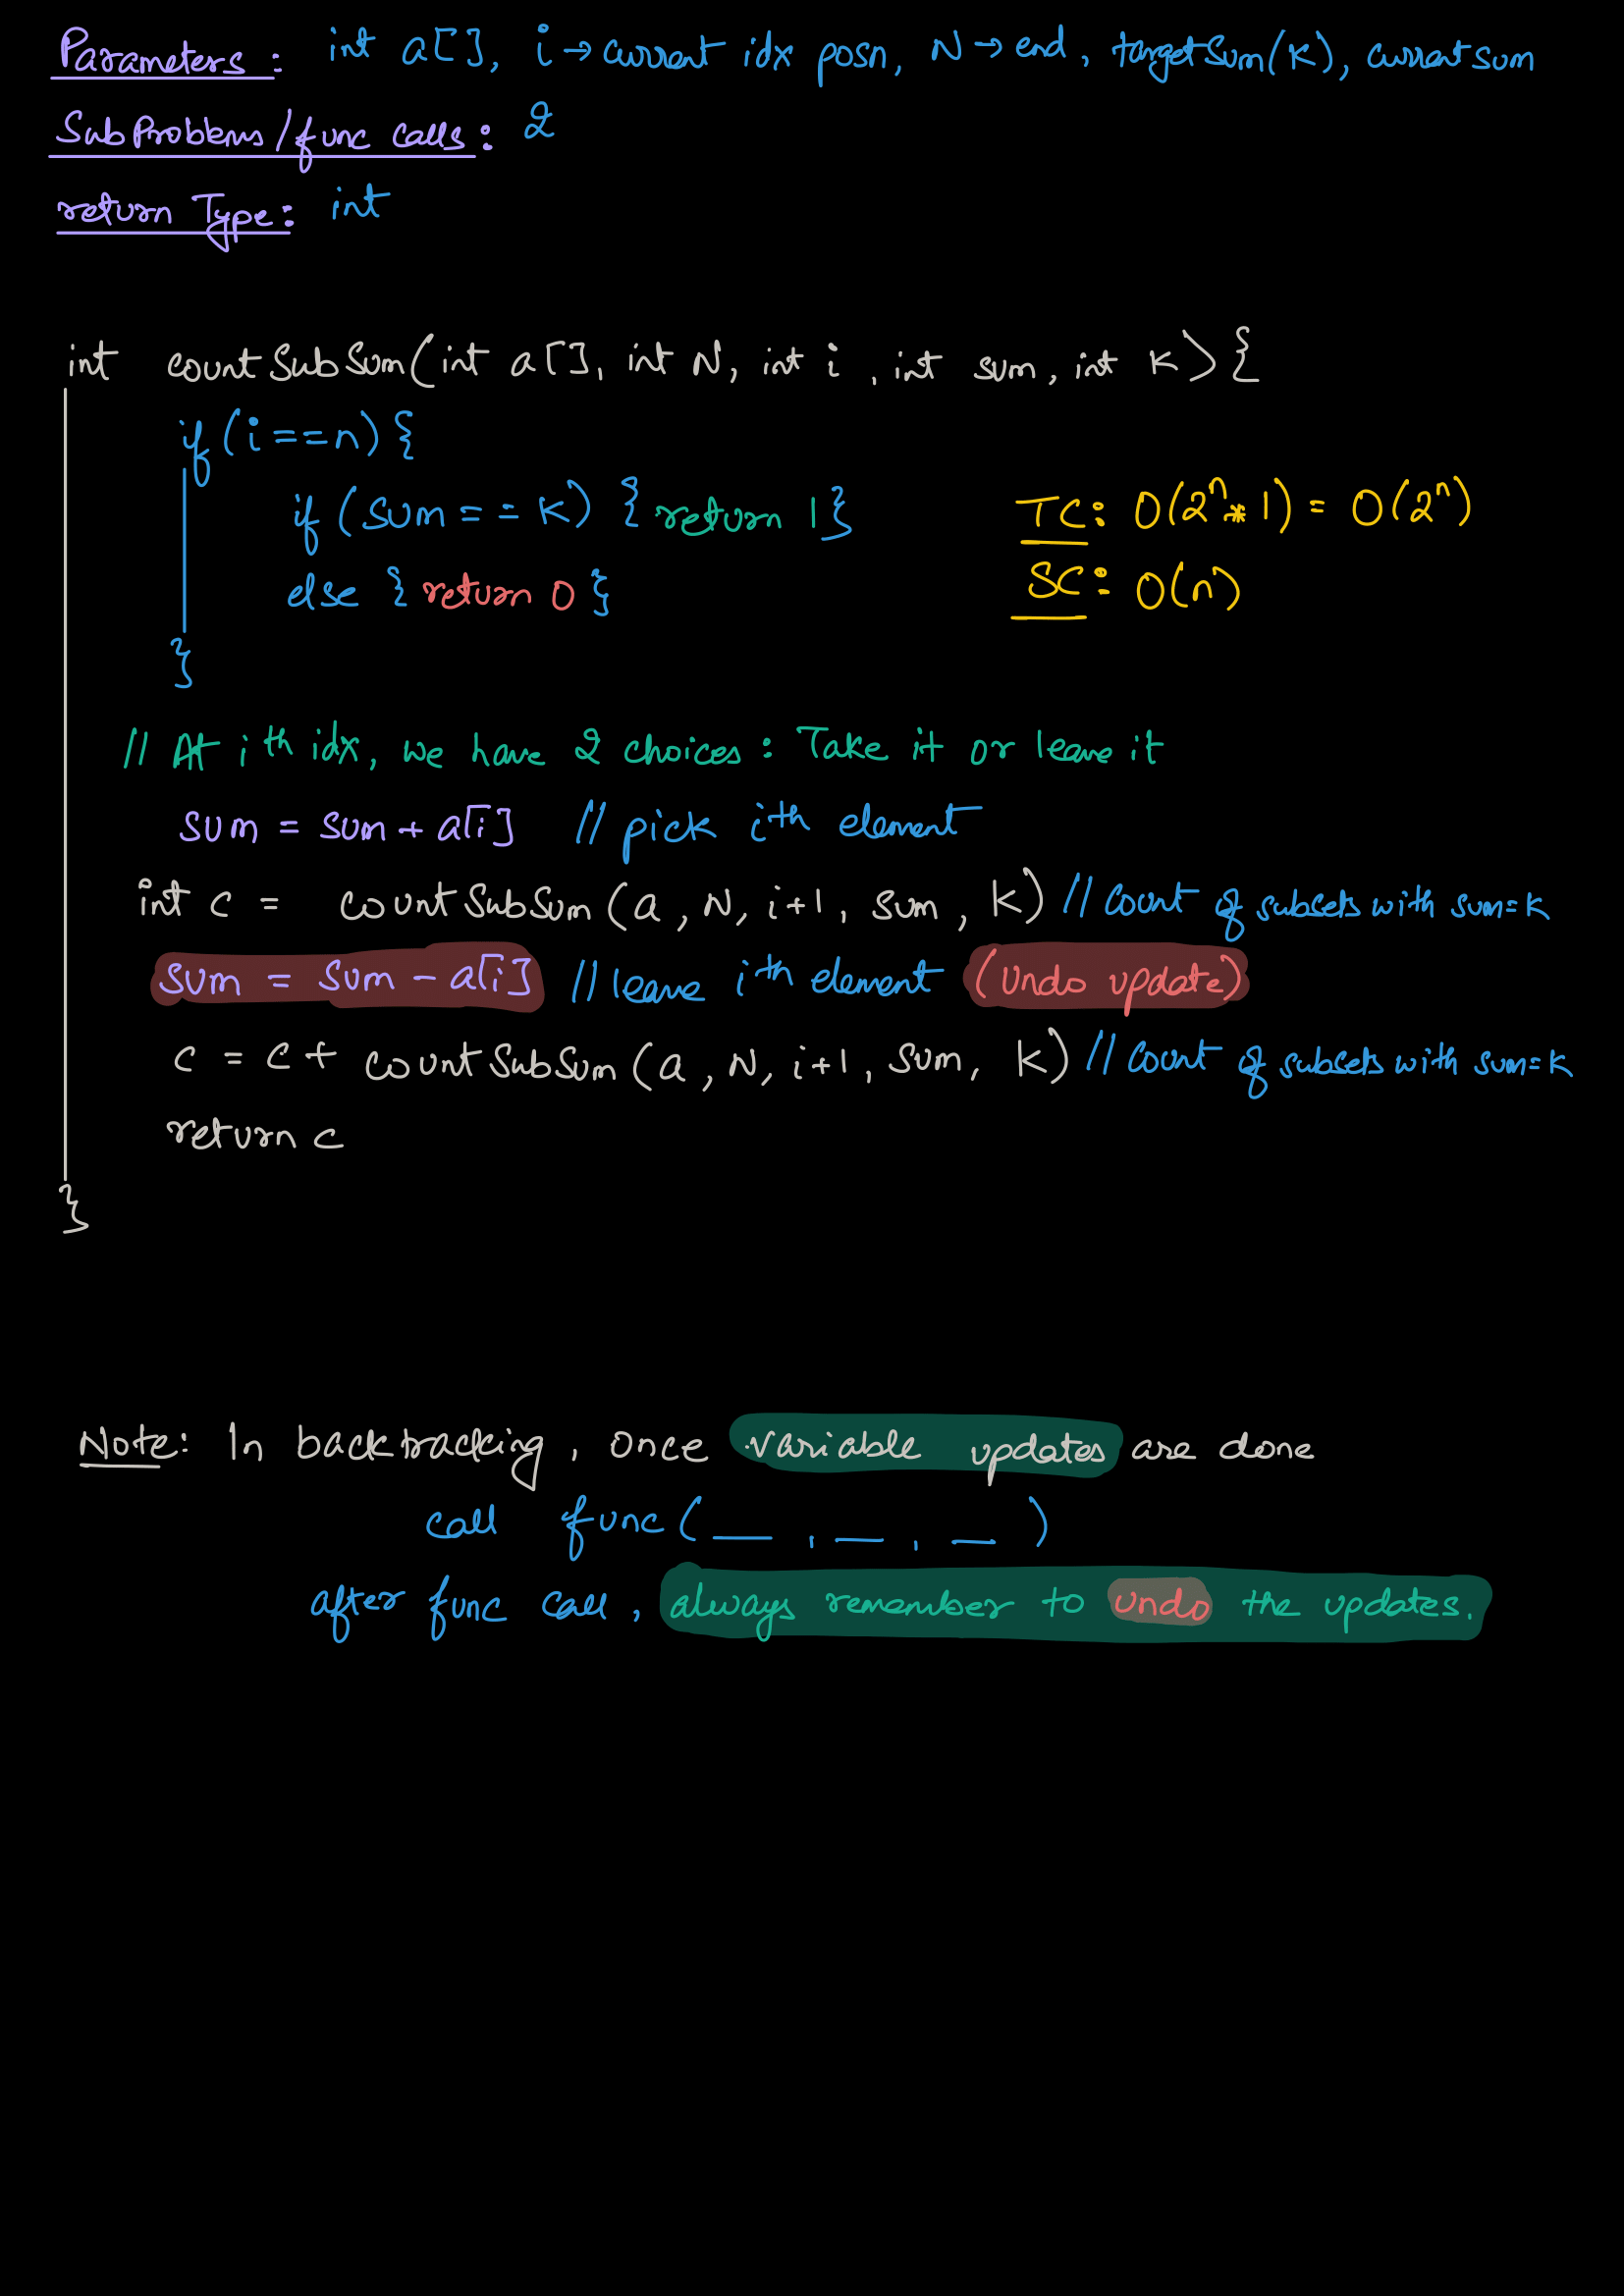 Parameters: int a[], i → current idx posn, N → end, targetSum(K), currentsum
SubProblems/func calls: 2
return Type: int
int countSubSum(int a[], int N, int i, int sum, int K){
if(i==n){
if(sum==K) {return 1}
TC: O(2^n * 1) = O(2^n)
else {return 0}
SC: O(n)
}
// At i th idx, we have 2 choices: Take it or leave it
sum = sum + a[i] // pick ith element
int c = countSubSum(a, N, i+1, sum, K) // Count of subsets with sum=K
sum = sum - a[i] // leave ith element (undo update)
c = c + countSubSum(a, N, i+1, sum, K) // Count of subsets with sum=K
return c
}
Note: In backtracking, once variable updates are done
call func(__, __, __)
after func call, always remember to undo the updates.